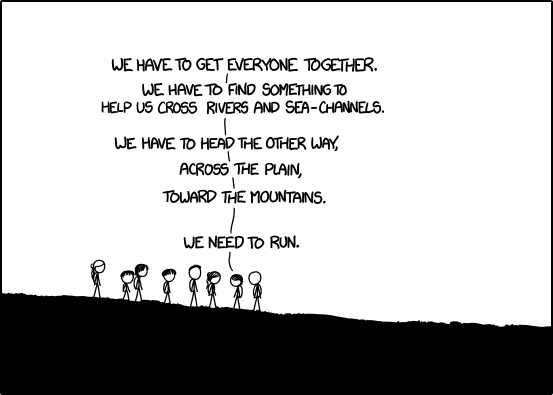 WE HAVE TO GET EVERYONE TOGETHER.
WE HAVE TO FIND SOMETHING TO
HELP US CROSS RIVERS AND SEA-CHANNELS.
WE HAVE TO HEAD THE OTHER WAY,
ACROSS THE PLAIN,
TOWARD THE MOUNTAINS.
WE NEED TO RUN.